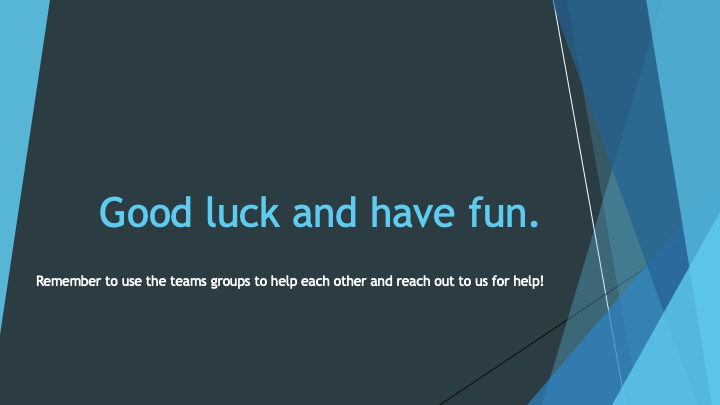 Good luck and have fun.
Remember to use the teams groups to help each other and reach out to us for help!